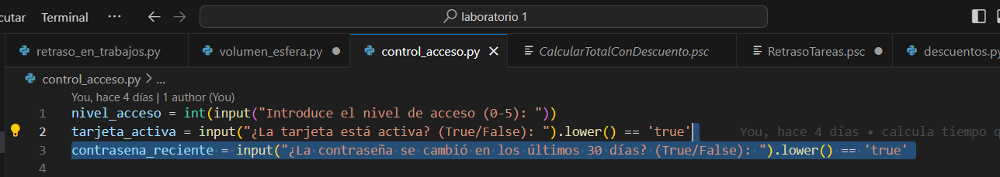 cutar Terminal ... laboratorio 1
retraso_en_trabajos.py volumen_esfera.py control_acceso.py CalcularTotalConDescuento.psc RetrasoTareas.psc descuentos.py
control_acceso.py > ...
You, hace 4 días | 1 author (You)
1 nivel_acceso = int(input("Introduce el nivel de acceso (0-5): "))
2 tarjeta_activa = input("¿La tarjeta está activa? (True/False): ").lower() == 'true' You, hace 4 días • calcula tiempo q
3 contrasena_reciente = input("¿La contraseña se cambió en los últimos 30 días? (True/False): ").lower() == 'true'
4